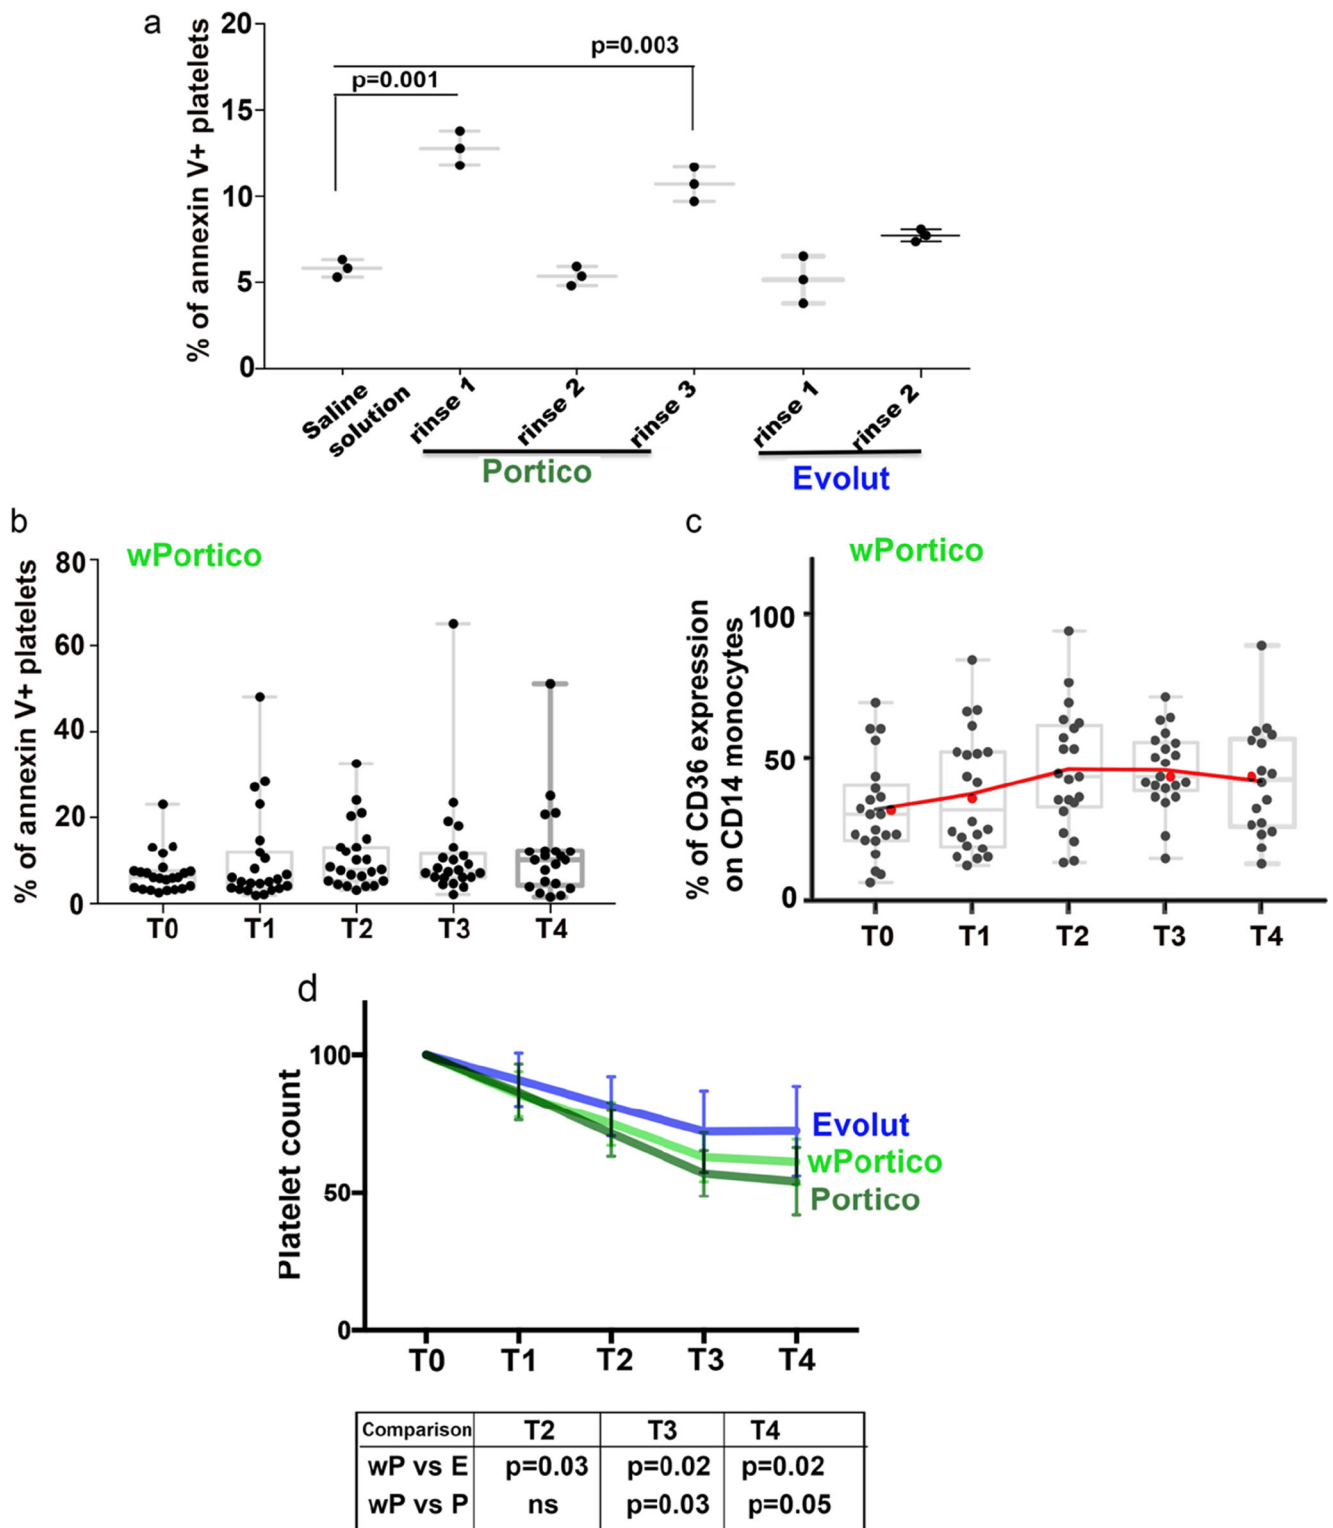 a
% of annexin V+ platelets
20
15
10
5
0
p=0.003
p=0.001
Saline
solution
rinse 1
rinse 2
rinse 3
rinse 1
rinse 2
Portico
Evolut
b
wPortico
% of annexin V+ platelets
80
60
40
20
0
T0 T1 T2 T3 T4
c
wPortico
% of CD36 expression
on CD14 monocytes
100
50
0
T0 T1 T2 T3 T4
d
Platelet count
100
50
0
Evolut
wPortico
Portico
T0 T1 T2 T3 T4
Comparison T2 T3 T4
wP vs E p=0.03 p=0.02 p=0.02
wP vs P ns p=0.03 p=0.05